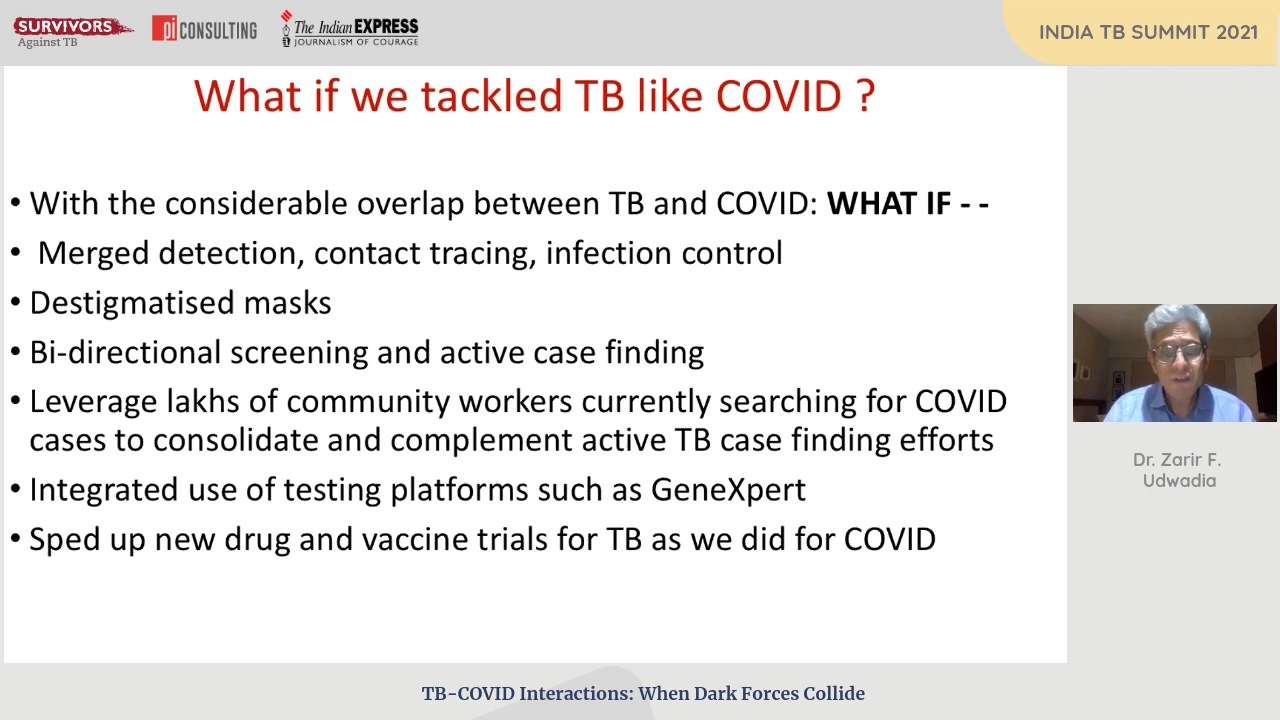 SURVIVORS
Against TB
pi CONSULTING
The Indian EXPRESS
JOURNALISM OF COURAGE
INDIA TB SUMMIT 2021
What if we tackled TB like COVID ?
• With the considerable overlap between TB and COVID: WHAT IF - -
• Merged detection, contact tracing, infection control
• Destigmatised masks
• Bi-directional screening and active case finding
• Leverage lakhs of community workers currently searching for COVID
cases to consolidate and complement active TB case finding efforts
• Integrated use of testing platforms such as GeneXpert
• Sped up new drug and vaccine trials for TB as we did for COVID
Dr. Zarir F.
Udwadia
TB-COVID Interactions: When Dark Forces Collide